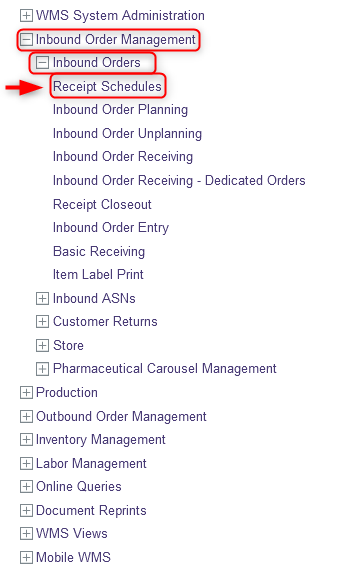 WMS System Administration
Inbound Order Management
Inbound Orders
Receipt Schedules
Inbound Order Planning
Inbound Order Unplanning
Inbound Order Receiving
Inbound Order Receiving - Dedicated Orders
Receipt Closeout
Inbound Order Entry
Basic Receiving
Item Label Print
Inbound ASNs
Customer Returns
Store
Pharmaceutical Carousel Management
Production
Outbound Order Management
Inventory Management
Labor Management
Online Queries
Document Reprints
WMS Views
Mobile WMS